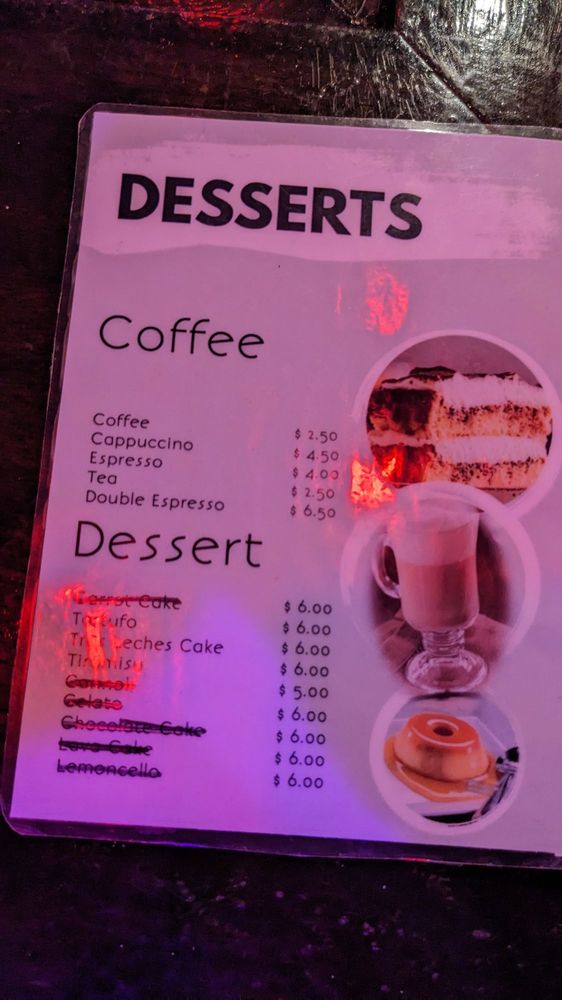 DESSERTS
Coffee
Coffee $ 2.50
Cappuccino $ 4.50
Espresso $ 4.00
Tea $ 2.50
Double Espresso $ 6.50
Dessert
Carrot Cake $ 6.00
Tartufo $ 6.00
Tres Leches Cake $ 6.00
Tiramisu $ 6.00
Cannoli $ 5.00
Gelato $ 6.00
Chocolate Cake $ 6.00
Lava Cake $ 6.00
Lemoncello $ 6.00